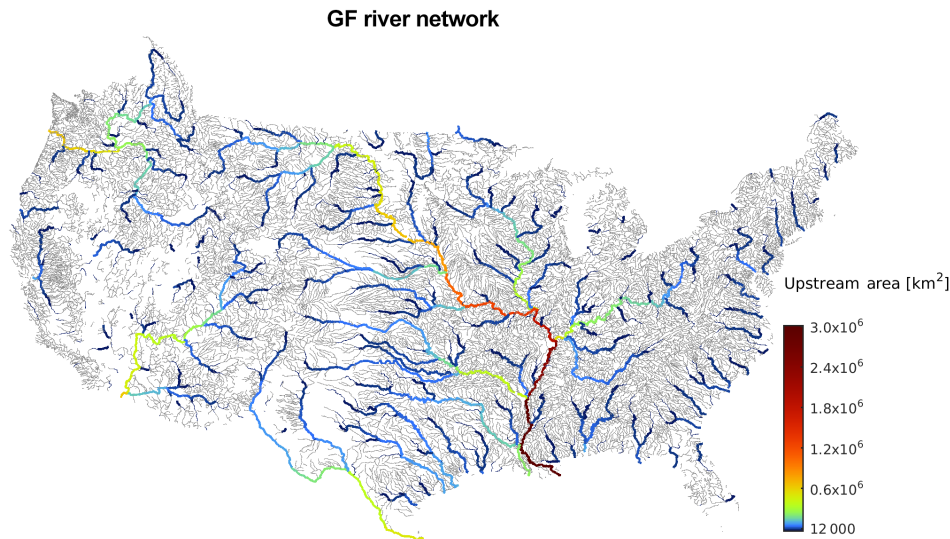 GF river network
Upstream area [km²]
3.0x10⁶
2.4x10⁶
1.8x10⁶
1.2x10⁶
0.6x10⁶
12 000